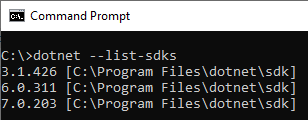 Command Prompt
C:\>dotnet --list-sdks
3.1.426 [C:\Program Files\dotnet\sdk]
6.0.311 [C:\Program Files\dotnet\sdk]
7.0.203 [C:\Program Files\dotnet\sdk]